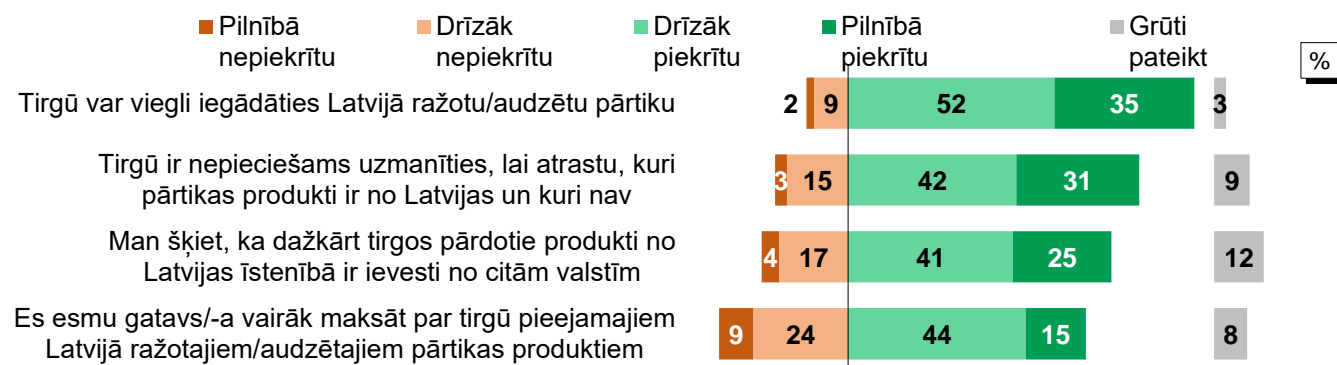 Pilnībā nepiekrītu
Drīzāk nepiekrītu
Drīzāk piekrītu
Pilnībā piekrītu
Grūti pateikt
%
Tirgū var viegli iegādāties Latvijā ražotu/audzētu pārtiku
2 9 52 35 3
Tirgū ir nepieciešams uzmanīties, lai atrastu, kuri
pārtikas produkti ir no Latvijas un kuri nav
3 15 42 31 9
Man šķiet, ka dažkārt tirgos pārdotie produkti no
Latvijas īstenībā ir ievesti no citām valstīm
4 17 41 25 12
Es esmu gatavs/-a vairāk maksāt par tirgū pieejamajiem
Latvijā ražotajiem/audzētajiem pārtikas produktiem
9 24 44 15 8